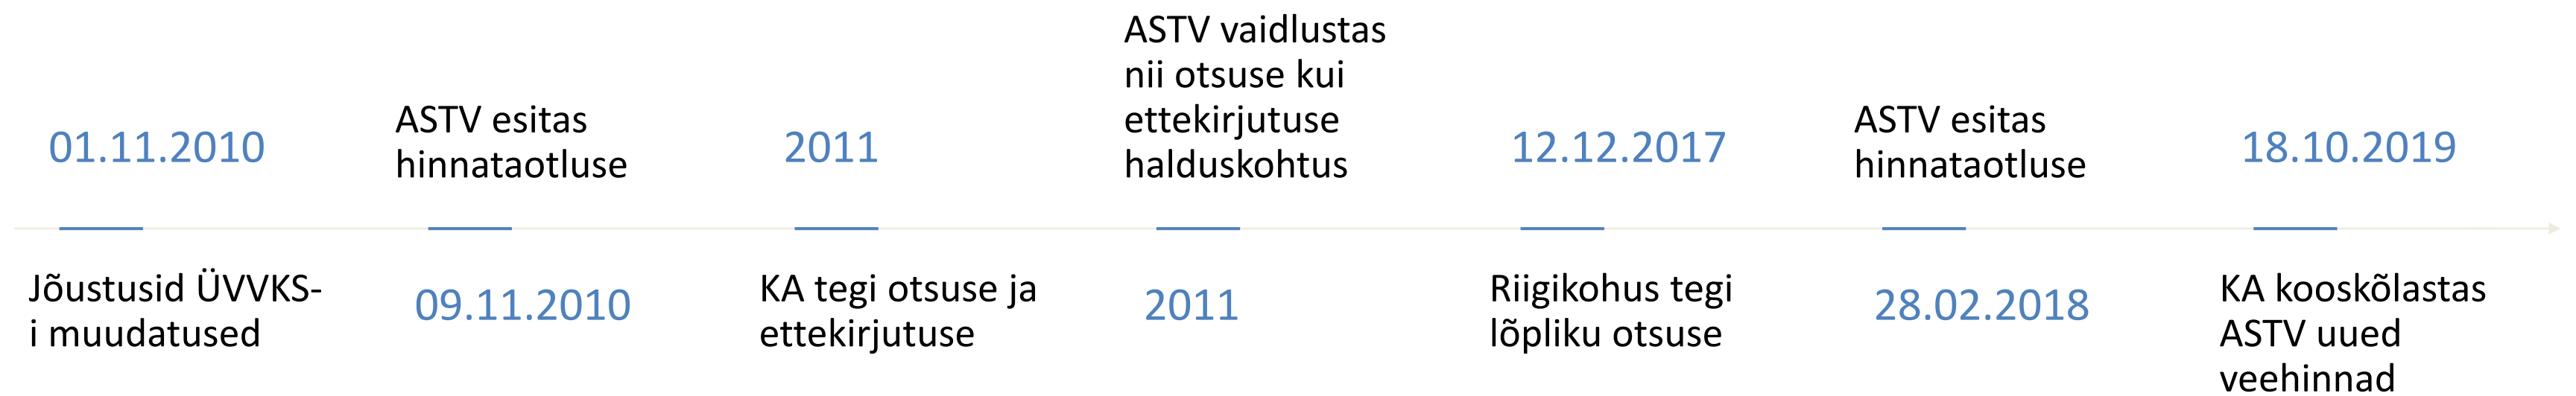 01.11.2010
Jõustusid ÜVVKS-
i muudatused
ASTV esitas
hinnataotluse
09.11.2010
2011
KA tegi otsuse ja
ettekirjutuse
ASTV vaidlustas
nii otsuse kui
ettekirjutuse
halduskohtus
2011
12.12.2017
Riigikohus tegi
lõpliku otsuse
ASTV esitas
hinnataotluse
28.02.2018
18.10.2019
KA kooskõlastas
ASTV uued
veehinnad